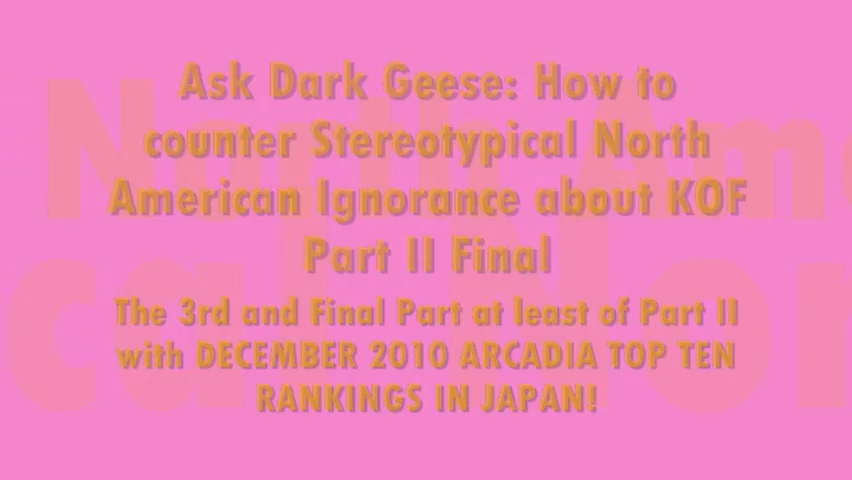 Ask Dark Geese: How to
counter Stereotypical North
American Ignorance about KOF
Part II Final
The 3rd and Final Part at least of Part II
with DECEMBER 2010 ARCADIA TOP TEN
RANKINGS IN JAPAN!